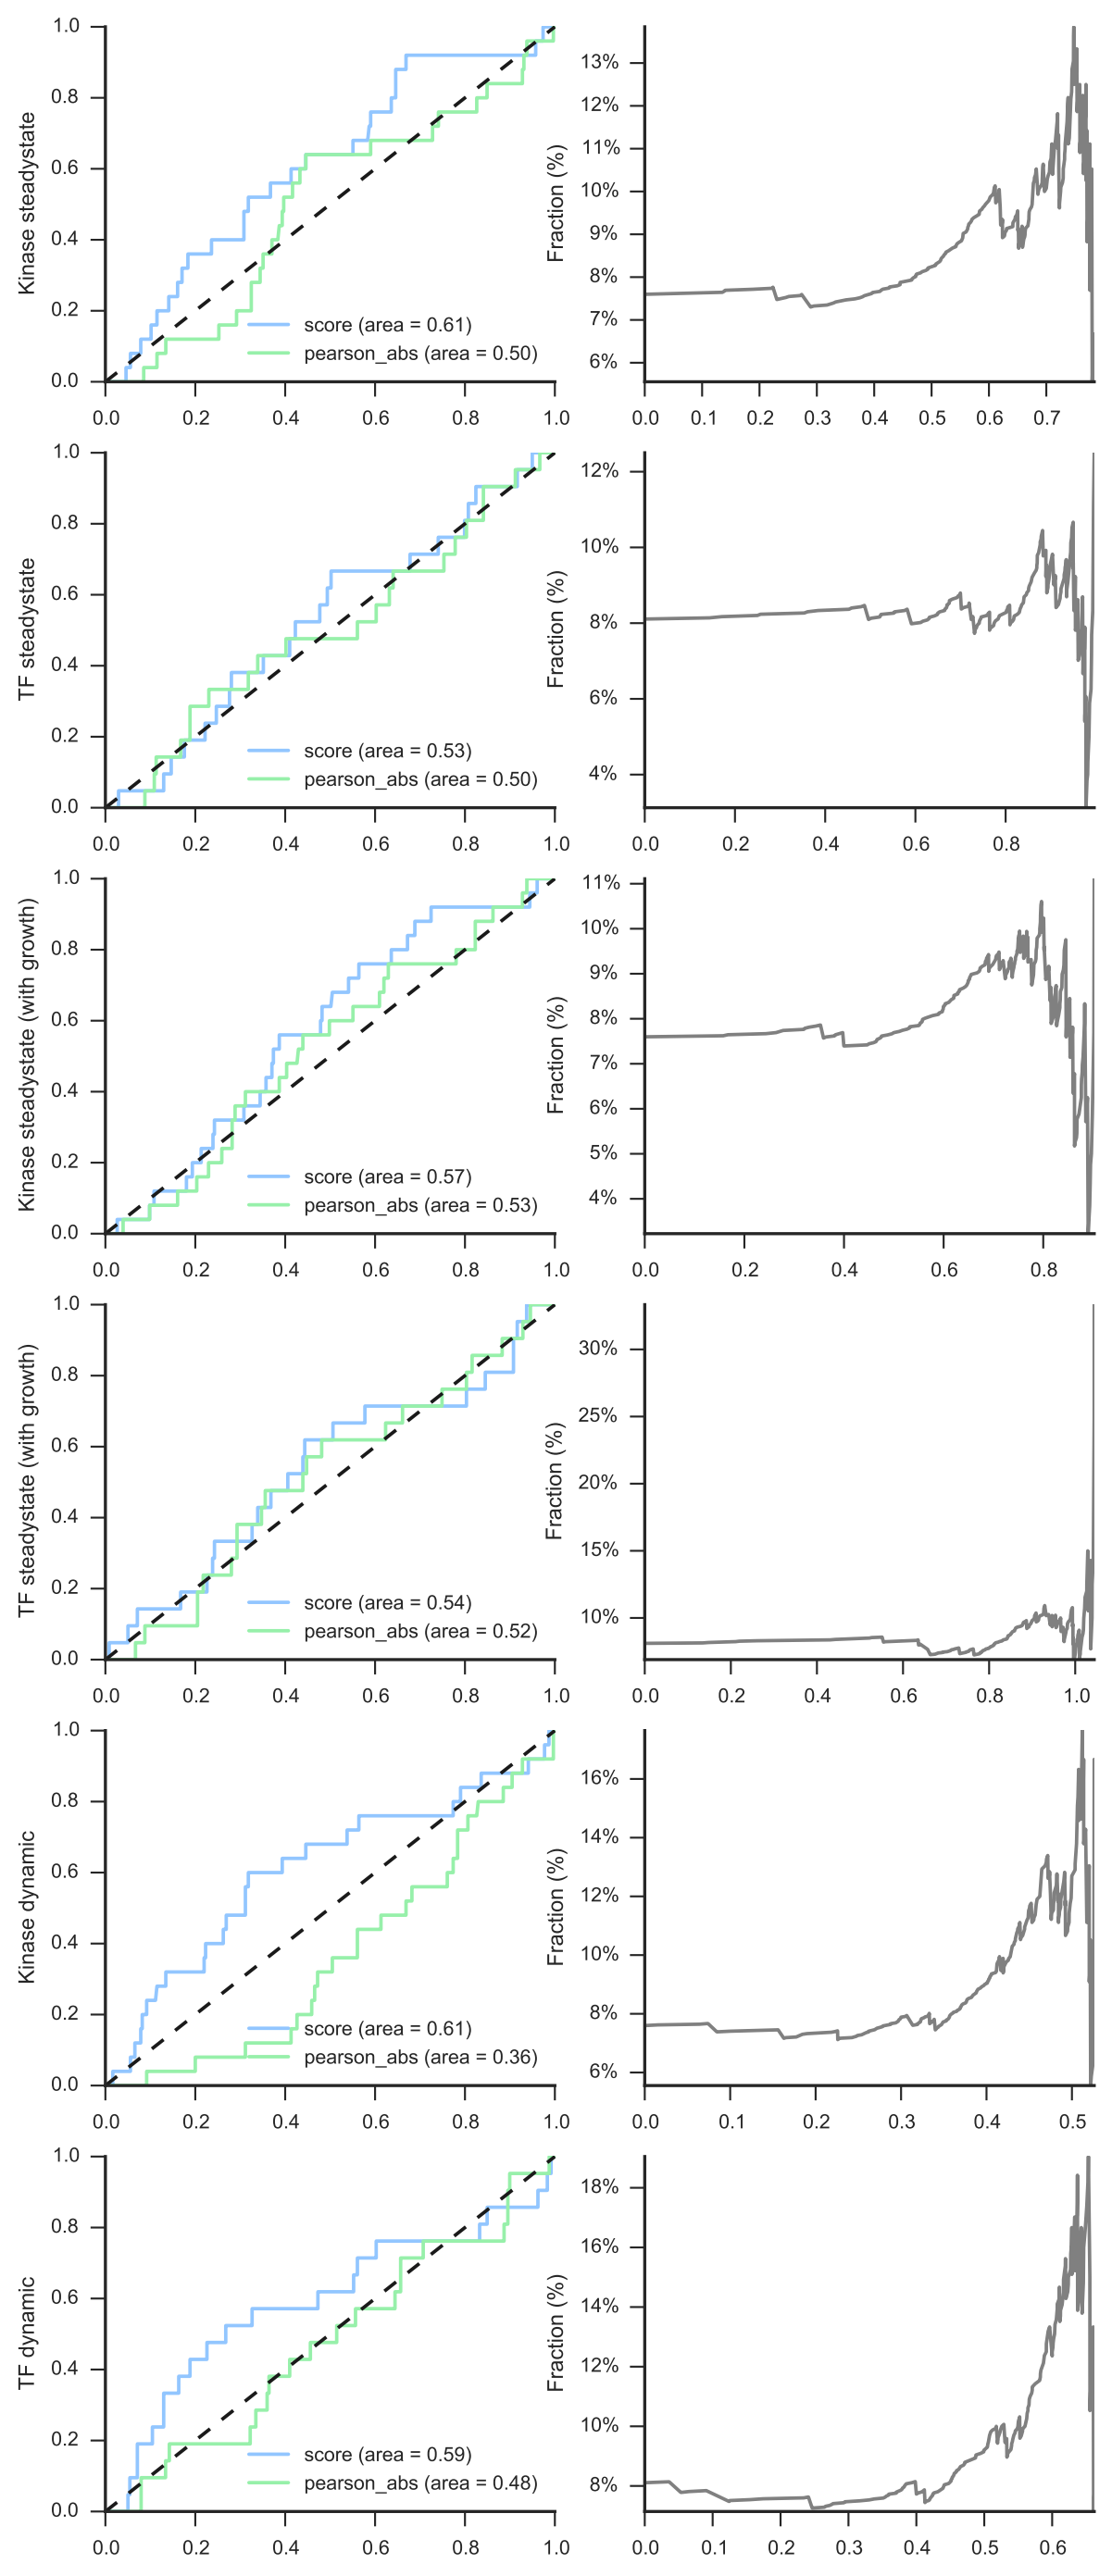 Kinase steadystate
1.0
0.8
0.6
0.4
0.2
0.0
score (area = 0.61)
pearson_abs (area = 0.50)
0.0 0.2 0.4 0.6 0.8 1.0
Fraction (%)
13%
12%
11%
10%
9%
8%
7%
6%
0.0 0.1 0.2 0.3 0.4 0.5 0.6 0.7
TF steadystate
1.0
0.8
0.6
0.4
0.2
0.0
score (area = 0.53)
pearson_abs (area = 0.50)
0.0 0.2 0.4 0.6 0.8 1.0
Fraction (%)
12%
10%
8%
6%
4%
0.0 0.2 0.4 0.6 0.8
Kinase steadystate (with growth)
1.0
0.8
0.6
0.4
0.2
0.0
score (area = 0.57)
pearson_abs (area = 0.53)
0.0 0.2 0.4 0.6 0.8 1.0
Fraction (%)
11%
10%
9%
8%
7%
6%
5%
4%
0.0 0.2 0.4 0.6 0.8
TF steadystate (with growth)
1.0
0.8
0.6
0.4
0.2
0.0
score (area = 0.54)
pearson_abs (area = 0.52)
0.0 0.2 0.4 0.6 0.8 1.0
Fraction (%)
30%
25%
20%
15%
10%
0.0 0.2 0.4 0.6 0.8 1.0
Kinase dynamic
1.0
0.8
0.6
0.4
0.2
0.0
score (area = 0.61)
pearson_abs (area = 0.36)
0.0 0.2 0.4 0.6 0.8 1.0
Fraction (%)
16%
14%
12%
10%
8%
6%
0.0 0.1 0.2 0.3 0.4 0.5
TF dynamic
1.0
0.8
0.6
0.4
0.2
0.0
score (area = 0.59)
pearson_abs (area = 0.48)
0.0 0.2 0.4 0.6 0.8 1.0
Fraction (%)
18%
16%
14%
12%
10%
8%
0.0 0.1 0.2 0.3 0.4 0.5 0.6